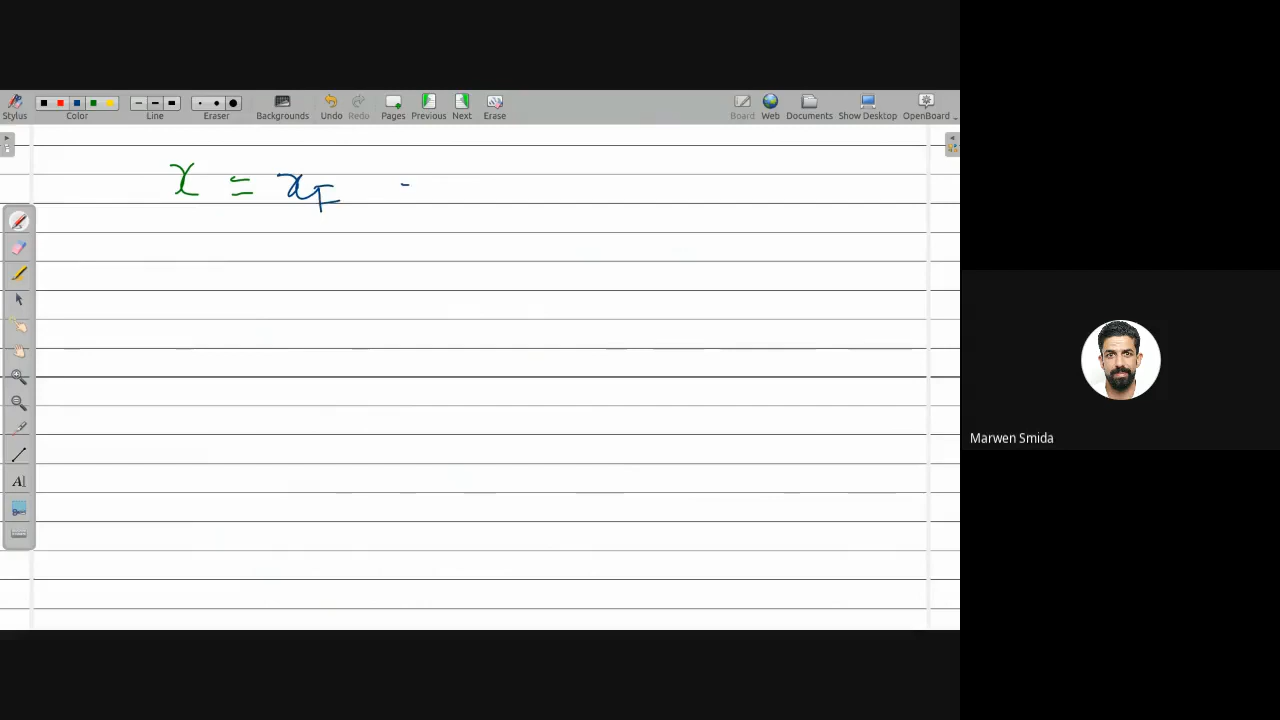 Stylus Color Line Eraser Backgrounds Undo Redo Pages Previous Next Erase Board Web Documents Show Desktop OpenBoard
x = x_F -
A
Marwen Smida